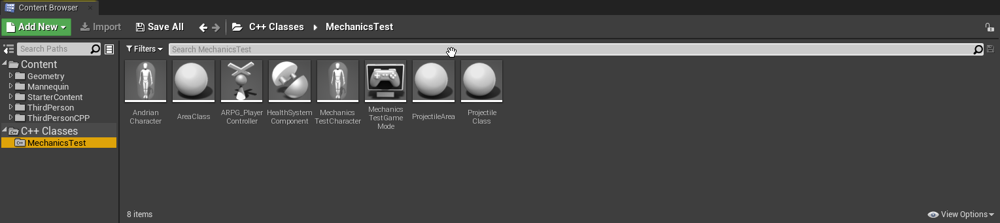 Content Browser
Add New
Import
Save All
C++ Classes
MechanicsTest
Search Paths
Filters
Search MechanicsTest
Content
Geometry
Mannequin
StarterContent
ThirdPerson
ThirdPersonCPP
C++ Classes
MechanicsTest
Andrian
Character
AreaClass
ARPG_Player
Controller
HealthSystem
Component
Mechanics
TestCharacter
Mechanics
TestGame
Mode
ProjectileArea
Projectile
Class
8 items
View Options